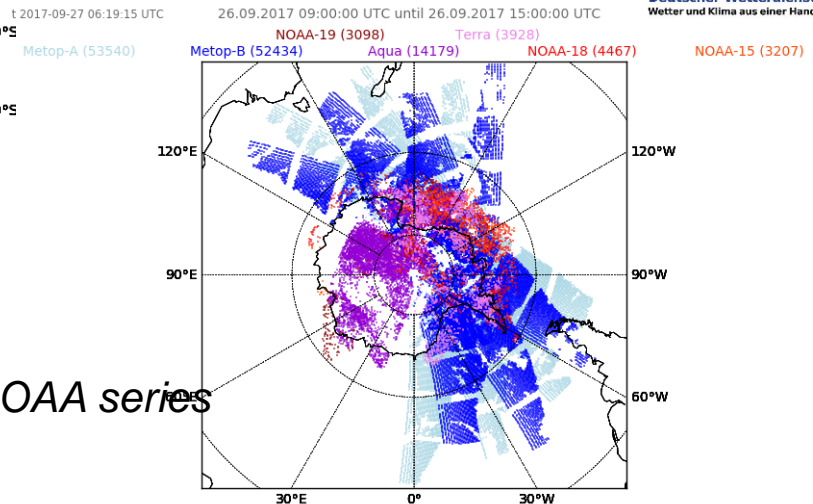 Wetter und Klima aus einer Hand
t 2017-09-27 06:19:15 UTC
26.09.2017 09:00:00 UTC until 26.09.2017 15:00:00 UTC
NOAA-19 (3098) Terra (3928)
Metop-A (53540) Metop-B (52434) Aqua (14179) NOAA-18 (4467) NOAA-15 (3207)
120°E 120°W
90°E 90°W
OAA series
60°W
30°E 0° 30°W